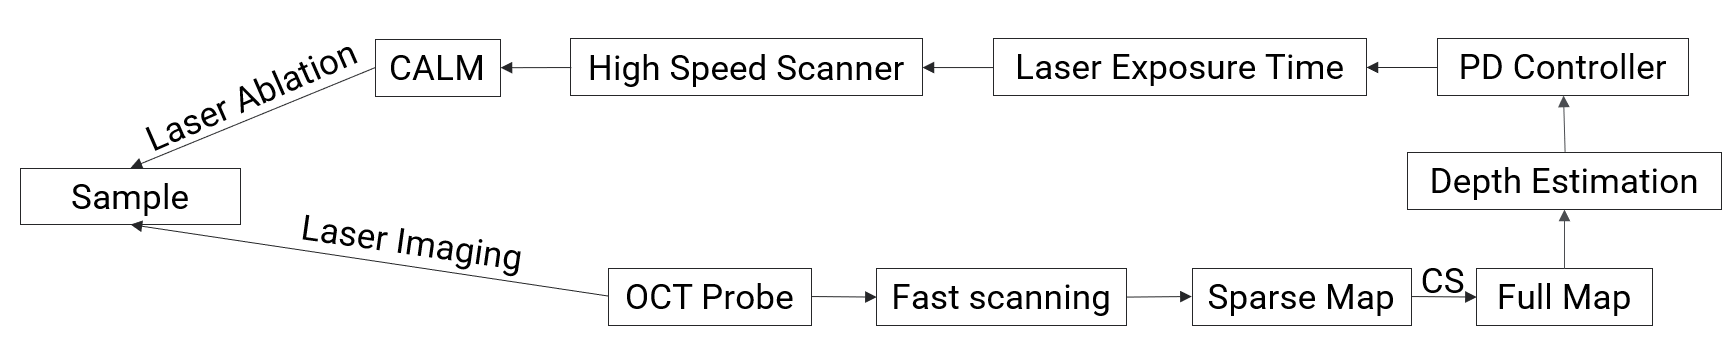 CALM
High Speed Scanner
Laser Exposure Time
PD Controller
Laser Ablation
Sample
Depth Estimation
Laser Imaging
OCT Probe
Fast scanning
Sparse Map
CS
Full Map